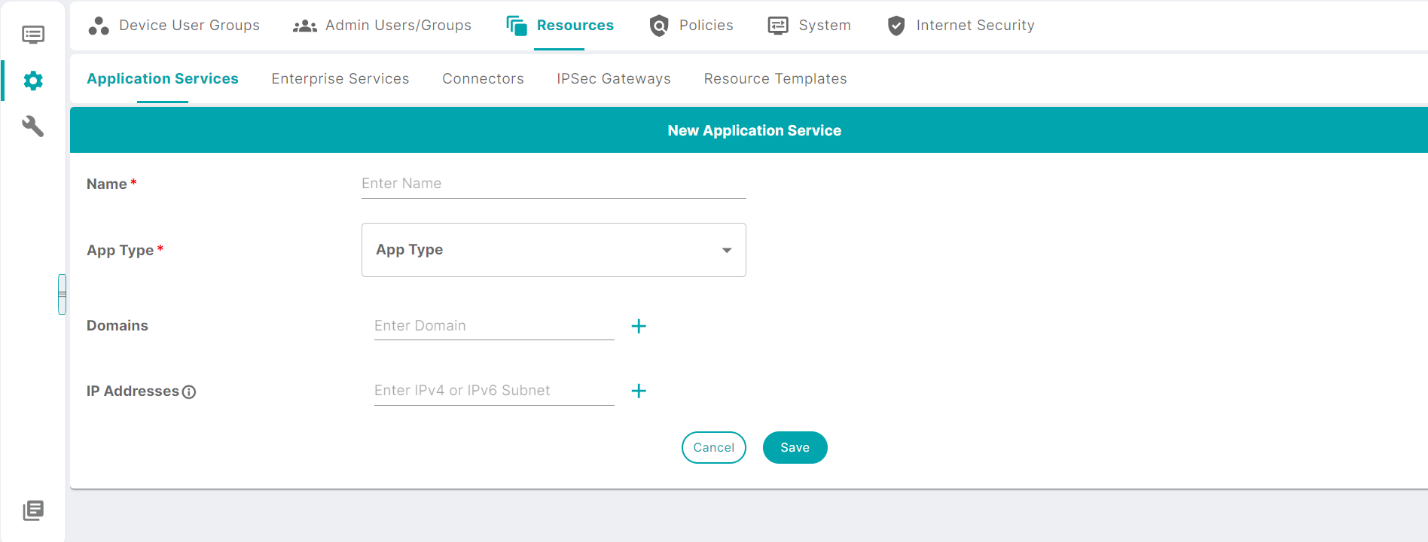 Device User Groups Admin Users/Groups Resources Policies System Internet Security
Application Services Enterprise Services Connectors IPSec Gateways Resource Templates
New Application Service
Name * Enter Name
App Type * App Type
Domains Enter Domain
IP Addresses Enter IPv4 or IPv6 Subnet
Cancel Save